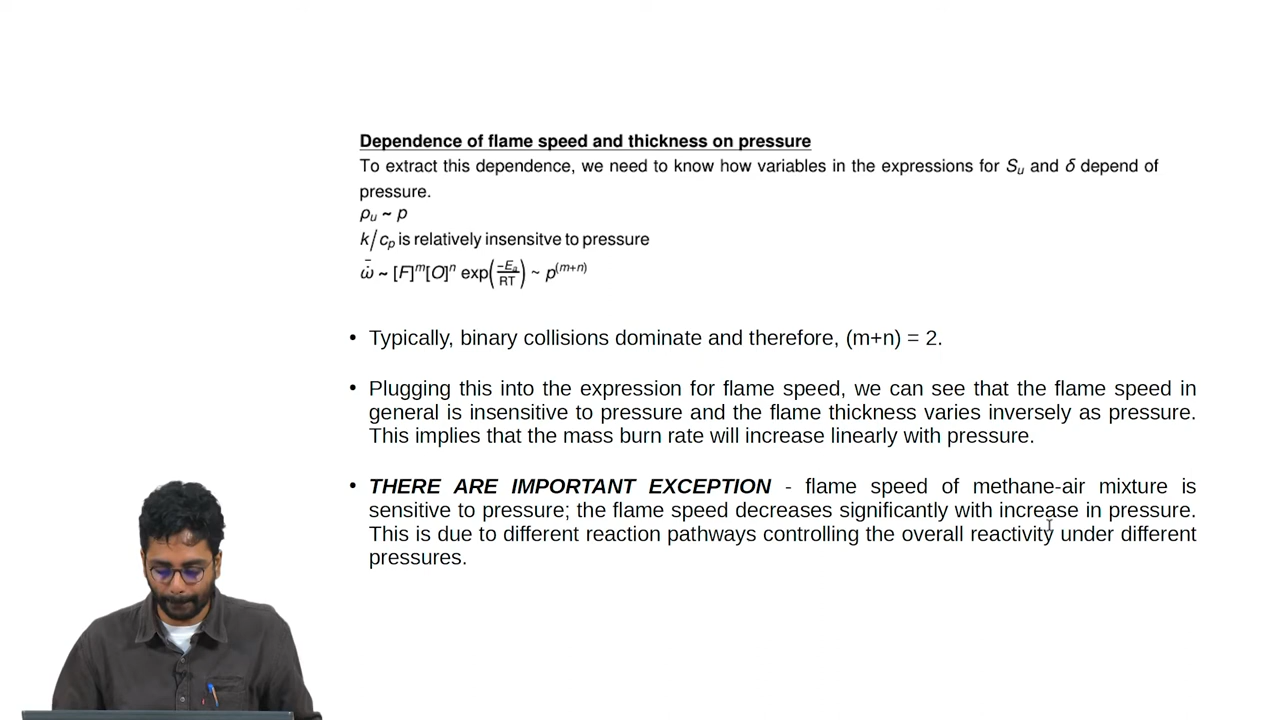 Dependence of flame speed and thickness on pressure
To extract this dependence, we need to know how variables in the expressions for Sᵤ and δ depend of
pressure.
ρᵤ ~ p
k/cₚ is relatively insensitve to pressure
ω̇̄ ~ [F]ᵐ[O]ⁿ exp(−Eₐ/RT) ~ p⁽ᵐ⁺ⁿ⁾
• Typically, binary collisions dominate and therefore, (m+n) = 2.
• Plugging this into the expression for flame speed, we can see that the flame speed in
general is insensitive to pressure and the flame thickness varies inversely as pressure.
This implies that the mass burn rate will increase linearly with pressure.
• THERE ARE IMPORTANT EXCEPTION - flame speed of methane-air mixture is
sensitive to pressure; the flame speed decreases significantly with increase in pressure.
This is due to different reaction pathways controlling the overall reactivity under different
pressures.